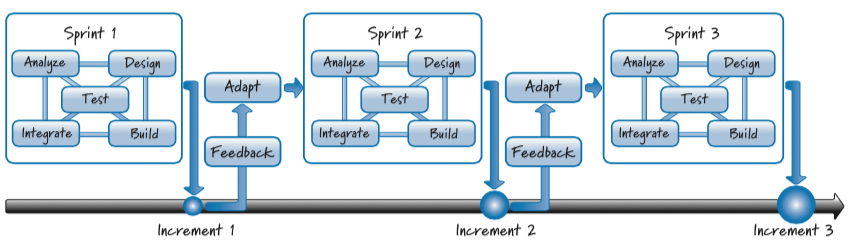 Sprint 1
Analyze
Design
Test
Integrate
Build
Adapt
Feedback
Increment 1
Sprint 2
Analyze
Design
Test
Integrate
Build
Adapt
Feedback
Increment 2
Sprint 3
Analyze
Design
Test
Integrate
Build
Increment 3